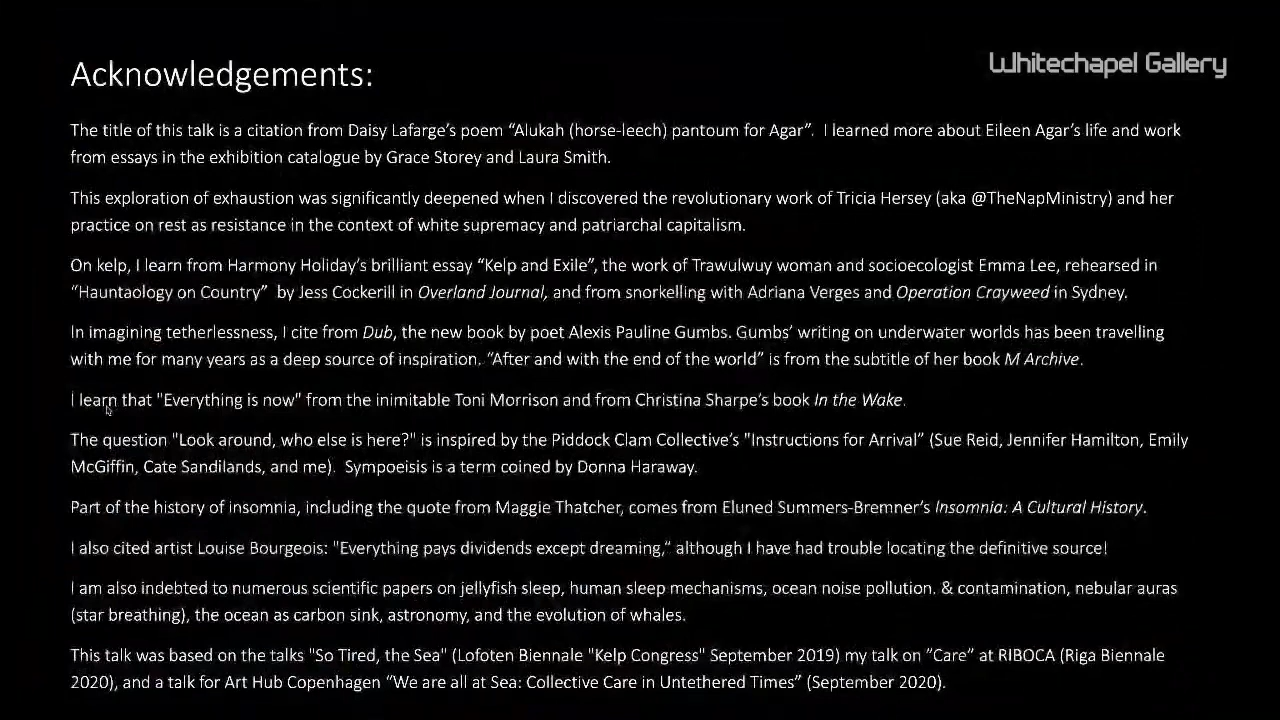 Acknowledgements:
Whitechapel Gallery
The title of this talk is a citation from Daisy Lafarge’s poem “Alukah (horse-leech) pantoum for Agar”.  I learned more about Eileen Agar’s life and work
from essays in the exhibition catalogue by Grace Storey and Laura Smith.
This exploration of exhaustion was significantly deepened when I discovered the revolutionary work of Tricia Hersey (aka @TheNapMinistry) and her
practice on rest as resistance in the context of white supremacy and patriarchal capitalism.
On kelp, I learn from Harmony Holiday’s brilliant essay “Kelp and Exile”, the work of Trawulwuy woman and socioecologist Emma Lee, rehearsed in
“Hauntaology on Country”  by Jess Cockerill in Overland Journal, and from snorkelling with Adriana Verges and Operation Crayweed in Sydney.
In imagining tetherlessness, I cite from Dub, the new book by poet Alexis Pauline Gumbs. Gumbs’ writing on underwater worlds has been travelling
with me for many years as a deep source of inspiration. “After and with the end of the world” is from the subtitle of her book M Archive.
I learn that "Everything is now" from the inimitable Toni Morrison and from Christina Sharpe’s book In the Wake.
The question "Look around, who else is here?" is inspired by the Piddock Clam Collective’s "Instructions for Arrival” (Sue Reid, Jennifer Hamilton, Emily
McGiffin, Cate Sandilands, and me).  Sympoeisis is a term coined by Donna Haraway.
Part of the history of insomnia, including the quote from Maggie Thatcher, comes from Eluned Summers-Bremner’s Insomnia: A Cultural History.
I also cited artist Louise Bourgeois: "Everything pays dividends except dreaming,” although I have had trouble locating the definitive source!
I am also indebted to numerous scientific papers on jellyfish sleep, human sleep mechanisms, ocean noise pollution. & contamination, nebular auras
(star breathing), the ocean as carbon sink, astronomy, and the evolution of whales.
This talk was based on the talks "So Tired, the Sea" (Lofoten Biennale "Kelp Congress" September 2019) my talk on ”Care” at RIBOCA (Riga Biennale
2020), and a talk for Art Hub Copenhagen “We are all at Sea: Collective Care in Untethered Times” (September 2020).